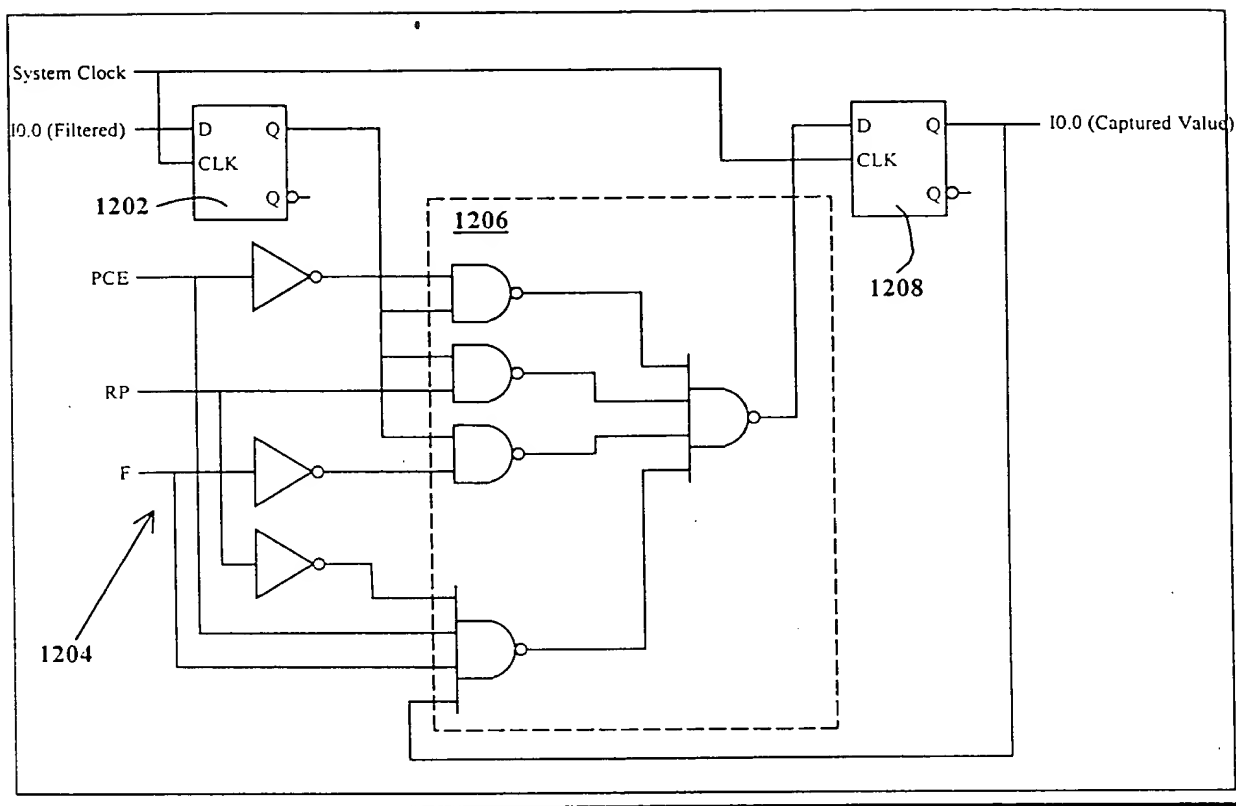 System Clock
I0.0 (Filtered)
D Q
CLK
Q
1202
D Q
CLK
Q
1208
I0.0 (Captured Value)
1206
PCE
RP
F
1204